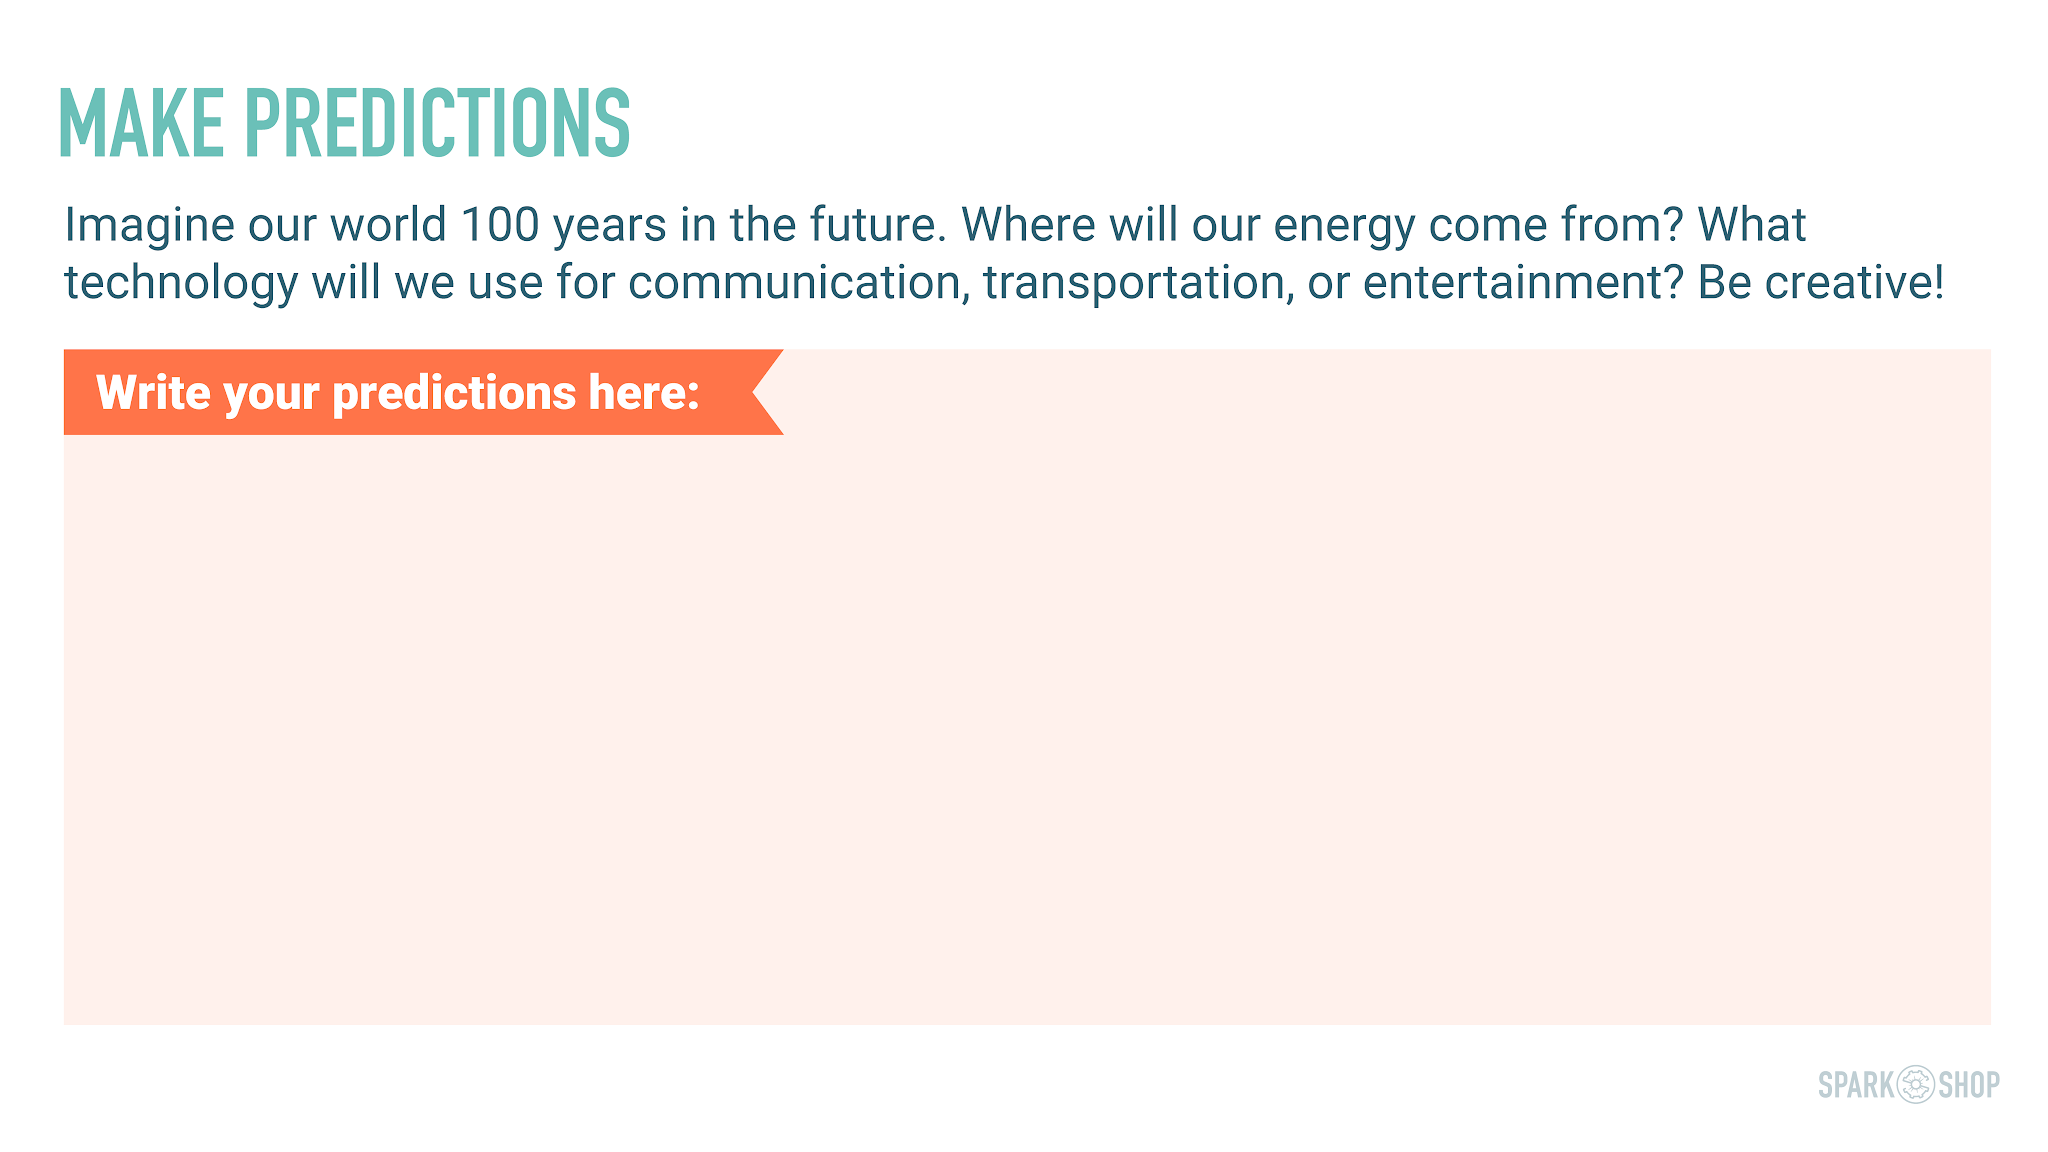 MAKE PREDICTIONS
Imagine our world 100 years in the future. Where will our energy come from? What
technology will we use for communication, transportation, or entertainment? Be creative!
Write your predictions here:
SPARK SHOP